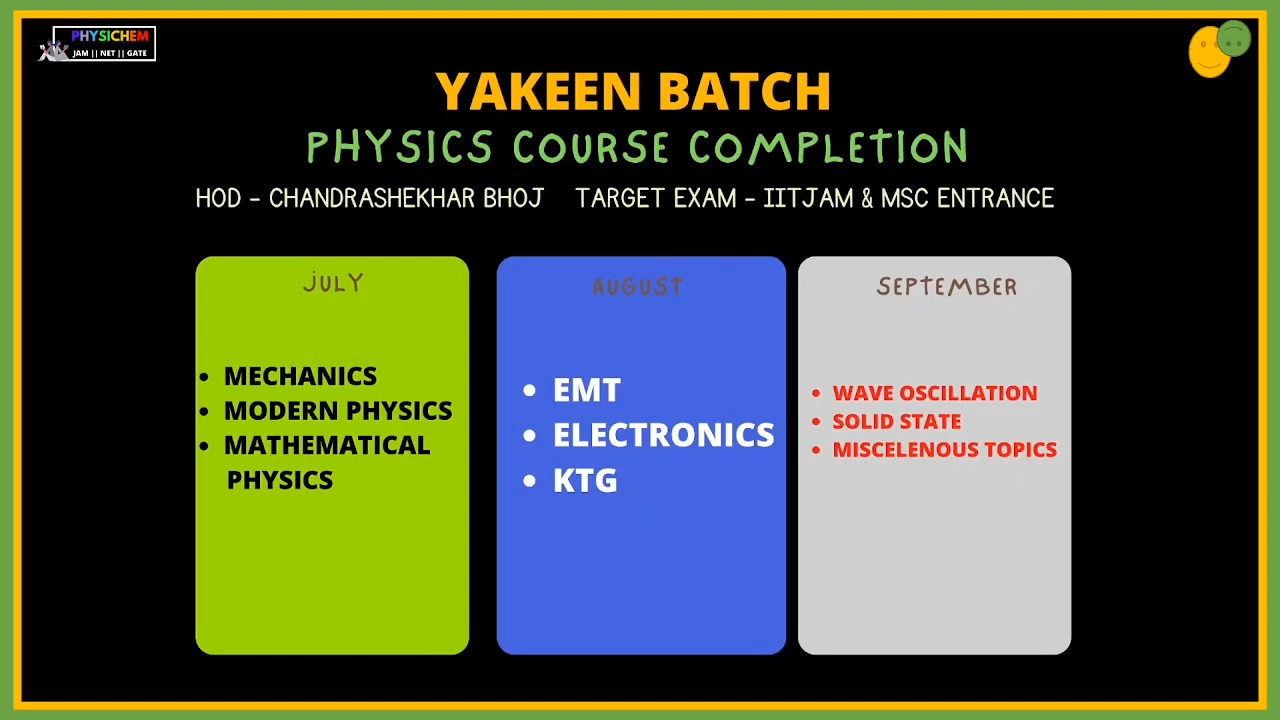 PHYSICHEM
JAM || NET || GATE
YAKEEN BATCH
PHYSICS COURSE COMPLETION
HOD - CHANDRASHEKHAR BHOJ TARGET EXAM - IITJAM & MSC ENTRANCE
JULY
• MECHANICS
• MODERN PHYSICS
• MATHEMATICAL
PHYSICS
AUGUST
• EMT
• ELECTRONICS
• KTG
SEPTEMBER
• WAVE OSCILLATION
• SOLID STATE
• MISCELENOUS TOPICS